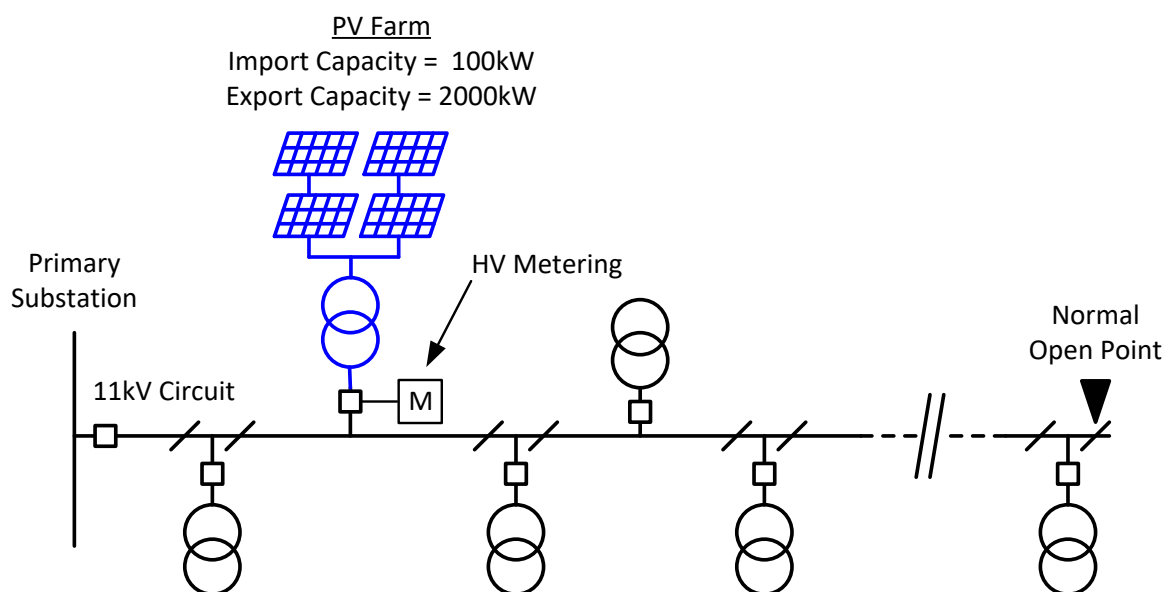 PV Farm
Import Capacity = 100kW
Export Capacity = 2000kW
HV Metering
Primary
Substation
Normal
Open Point
11kV Circuit
M